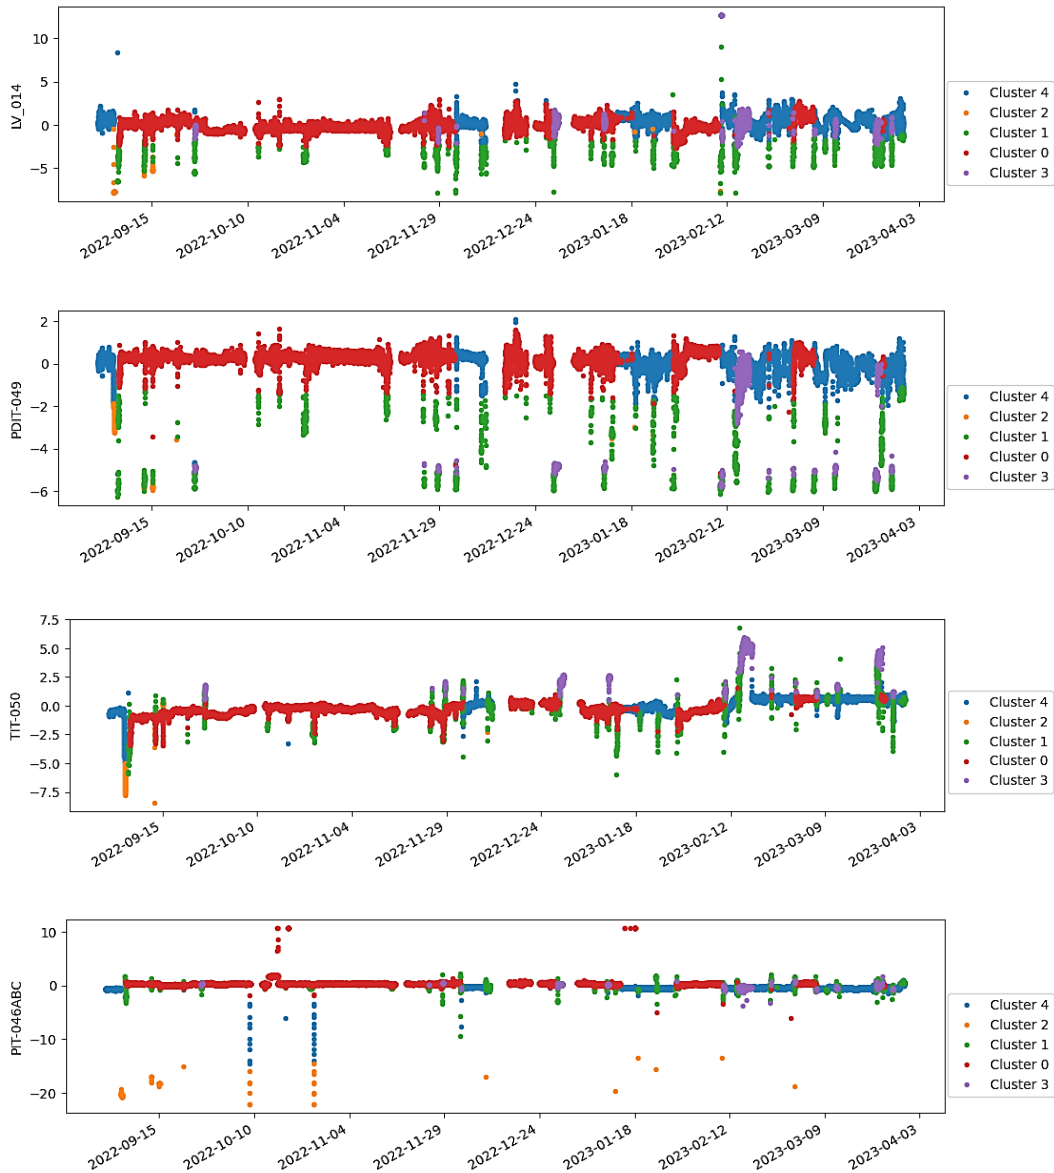 10
5
0
−5
LV_014
2022-09-15
2022-10-10
2022-11-04
2022-11-29
2022-12-24
2023-01-18
2023-02-12
2023-03-09
2023-04-03
Cluster 4
Cluster 2
Cluster 1
Cluster 0
Cluster 3
2
0
−2
−4
−6
PDIT-049
2022-09-15
2022-10-10
2022-11-04
2022-11-29
2022-12-24
2023-01-18
2023-02-12
2023-03-09
2023-04-03
Cluster 4
Cluster 2
Cluster 1
Cluster 0
Cluster 3
7.5
5.0
2.5
0.0
−2.5
−5.0
−7.5
TIT-050
2022-09-15
2022-10-10
2022-11-04
2022-11-29
2022-12-24
2023-01-18
2023-02-12
2023-03-09
2023-04-03
Cluster 4
Cluster 2
Cluster 1
Cluster 0
Cluster 3
10
0
−10
−20
PIT-046ABC
2022-09-15
2022-10-10
2022-11-04
2022-11-29
2022-12-24
2023-01-18
2023-02-12
2023-03-09
2023-04-03
Cluster 4
Cluster 2
Cluster 1
Cluster 0
Cluster 3